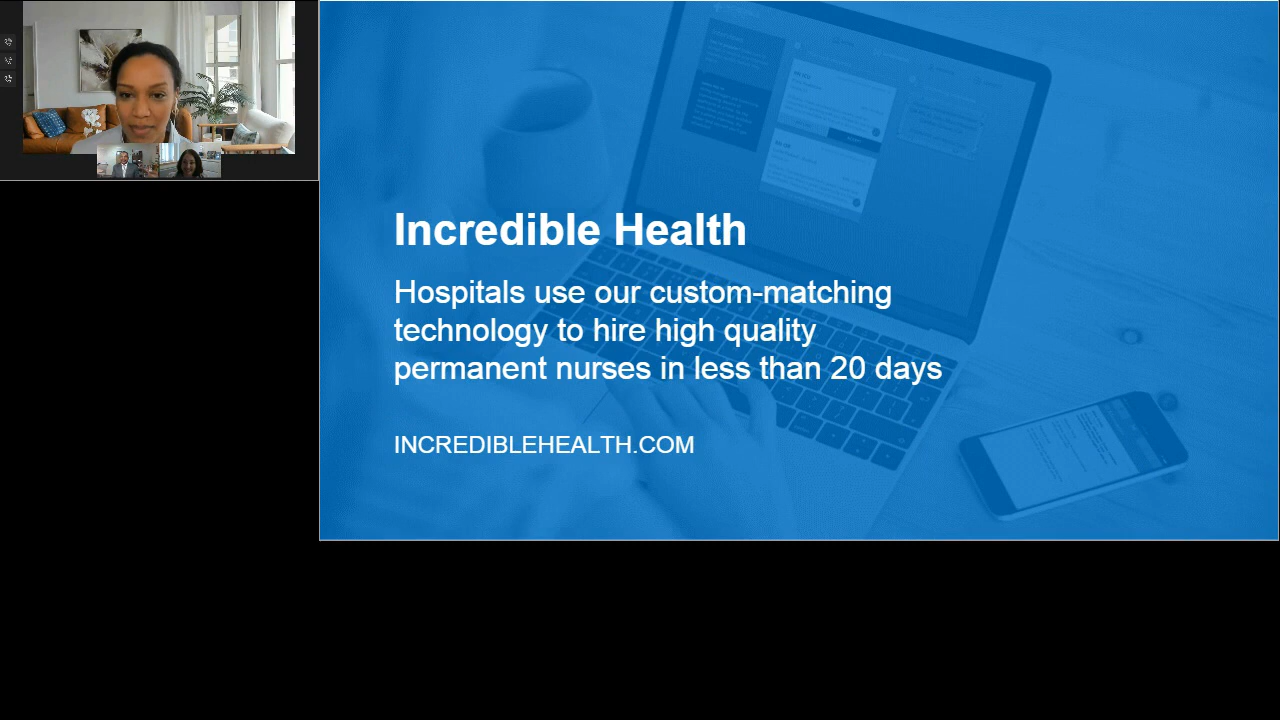 Incredible Health
Hospitals use our custom-matching
technology to hire high quality
permanent nurses in less than 20 days
INCREDIBLEHEALTH.COM